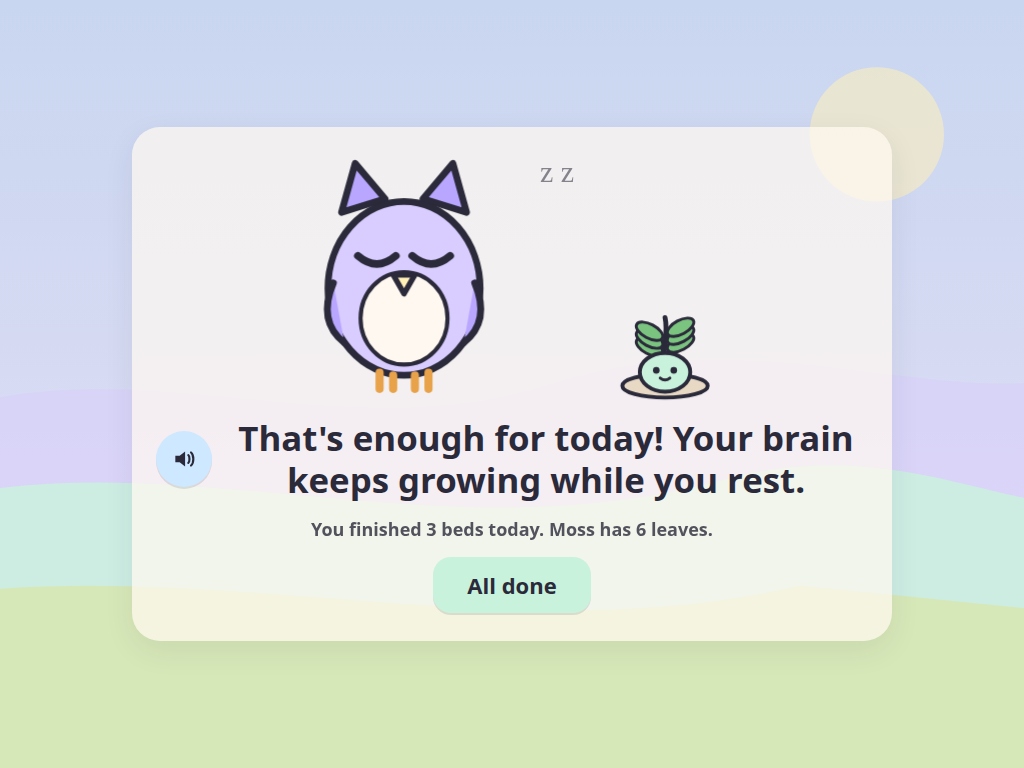 z z
That's enough for today! Your brain
keeps growing while you rest.
You finished 3 beds today. Moss has 6 leaves.
All done